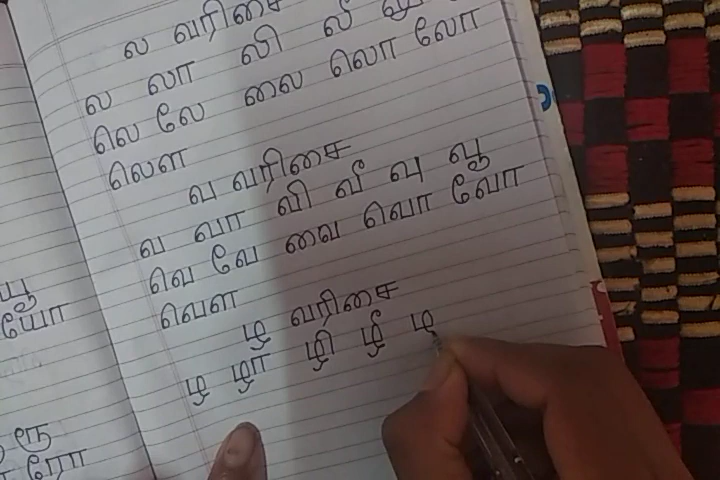 ல வரிசை
ல லா லி லீ லு
லெ லே லை லொ லோ
லௌ
வ வரிசை
வ வா வி வீ வு வூ
வெ வே வை வொ வோ
வௌ
ழ வரிசை
ழ ழா ழி ழீ ழ
யூ
யோ
ரூ
ரோ